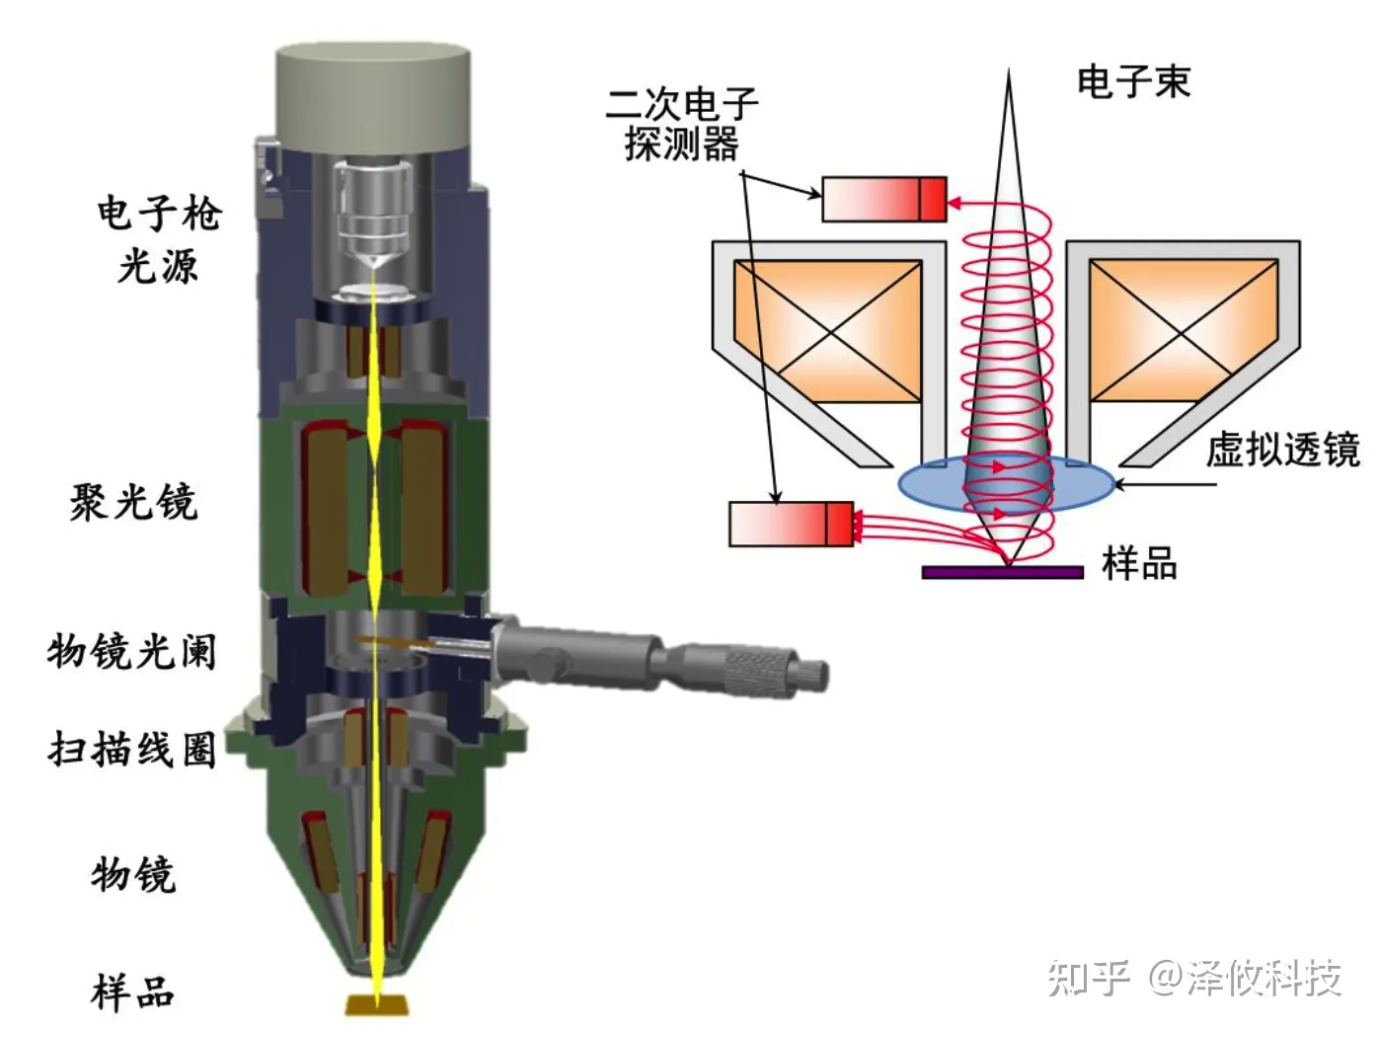 电子枪
光源
聚光镜
物镜光阑
扫描线圈
物镜
样品
二次电子
探测器
电子束
虚拟透镜
样品
知乎 @泽攸科技